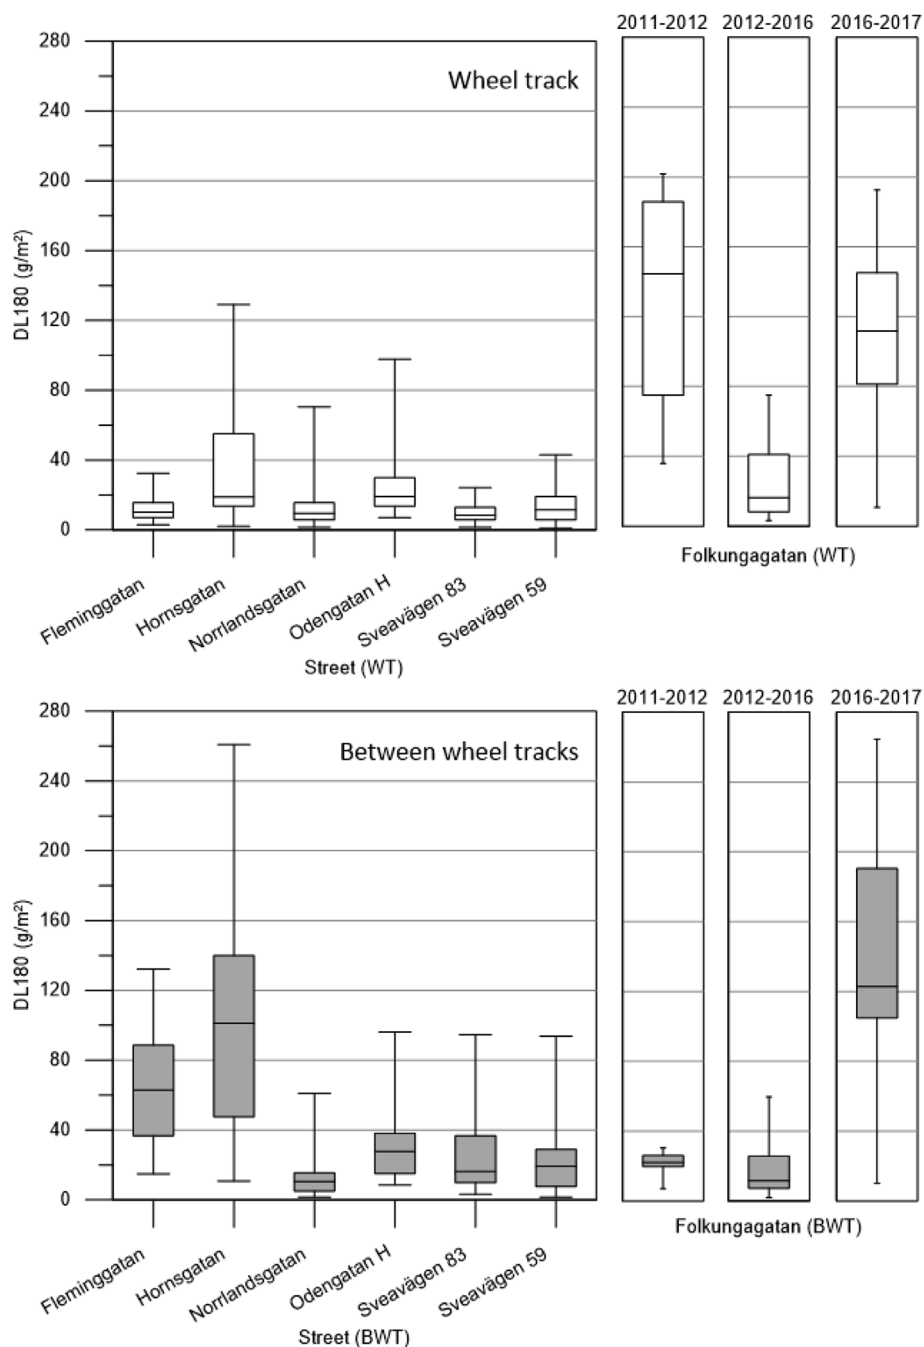 2011-2012 2012-2016 2016-2017
280
Wheel track
240
200
160
DL180 (g/m²)
120
80
40
0
Folkungagatan (WT)
Fleminggatan
Hornsgatan
Norrlandsgatan
Odengatan H
Sveavägen 83
Sveavägen 59
Street (WT)
2011-2012 2012-2016 2016-2017
280
Between wheel tracks
240
200
160
DL180 (g/m²)
120
80
40
0
Folkungagatan (BWT)
Fleminggatan
Hornsgatan
Norrlandsgatan
Odengatan H
Sveavägen 83
Sveavägen 59
Street (BWT)